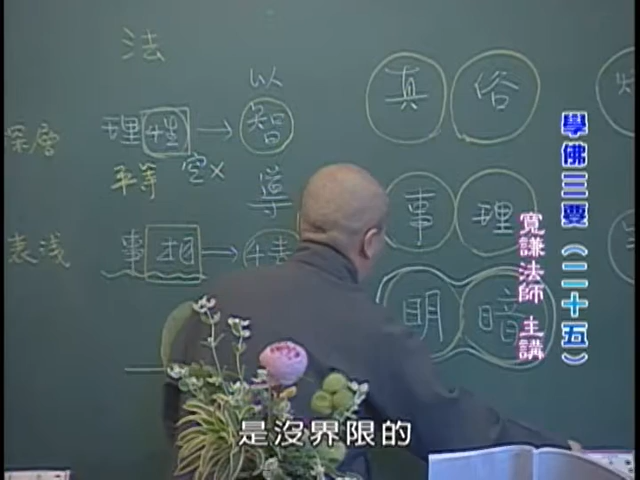 法
以
真 俗
深層 理性 → 智
平等 空x
導
事 理
表淺 事相 → 情
明 暗
學佛三要(二十五)
寬謙法師 主講
是沒界限的